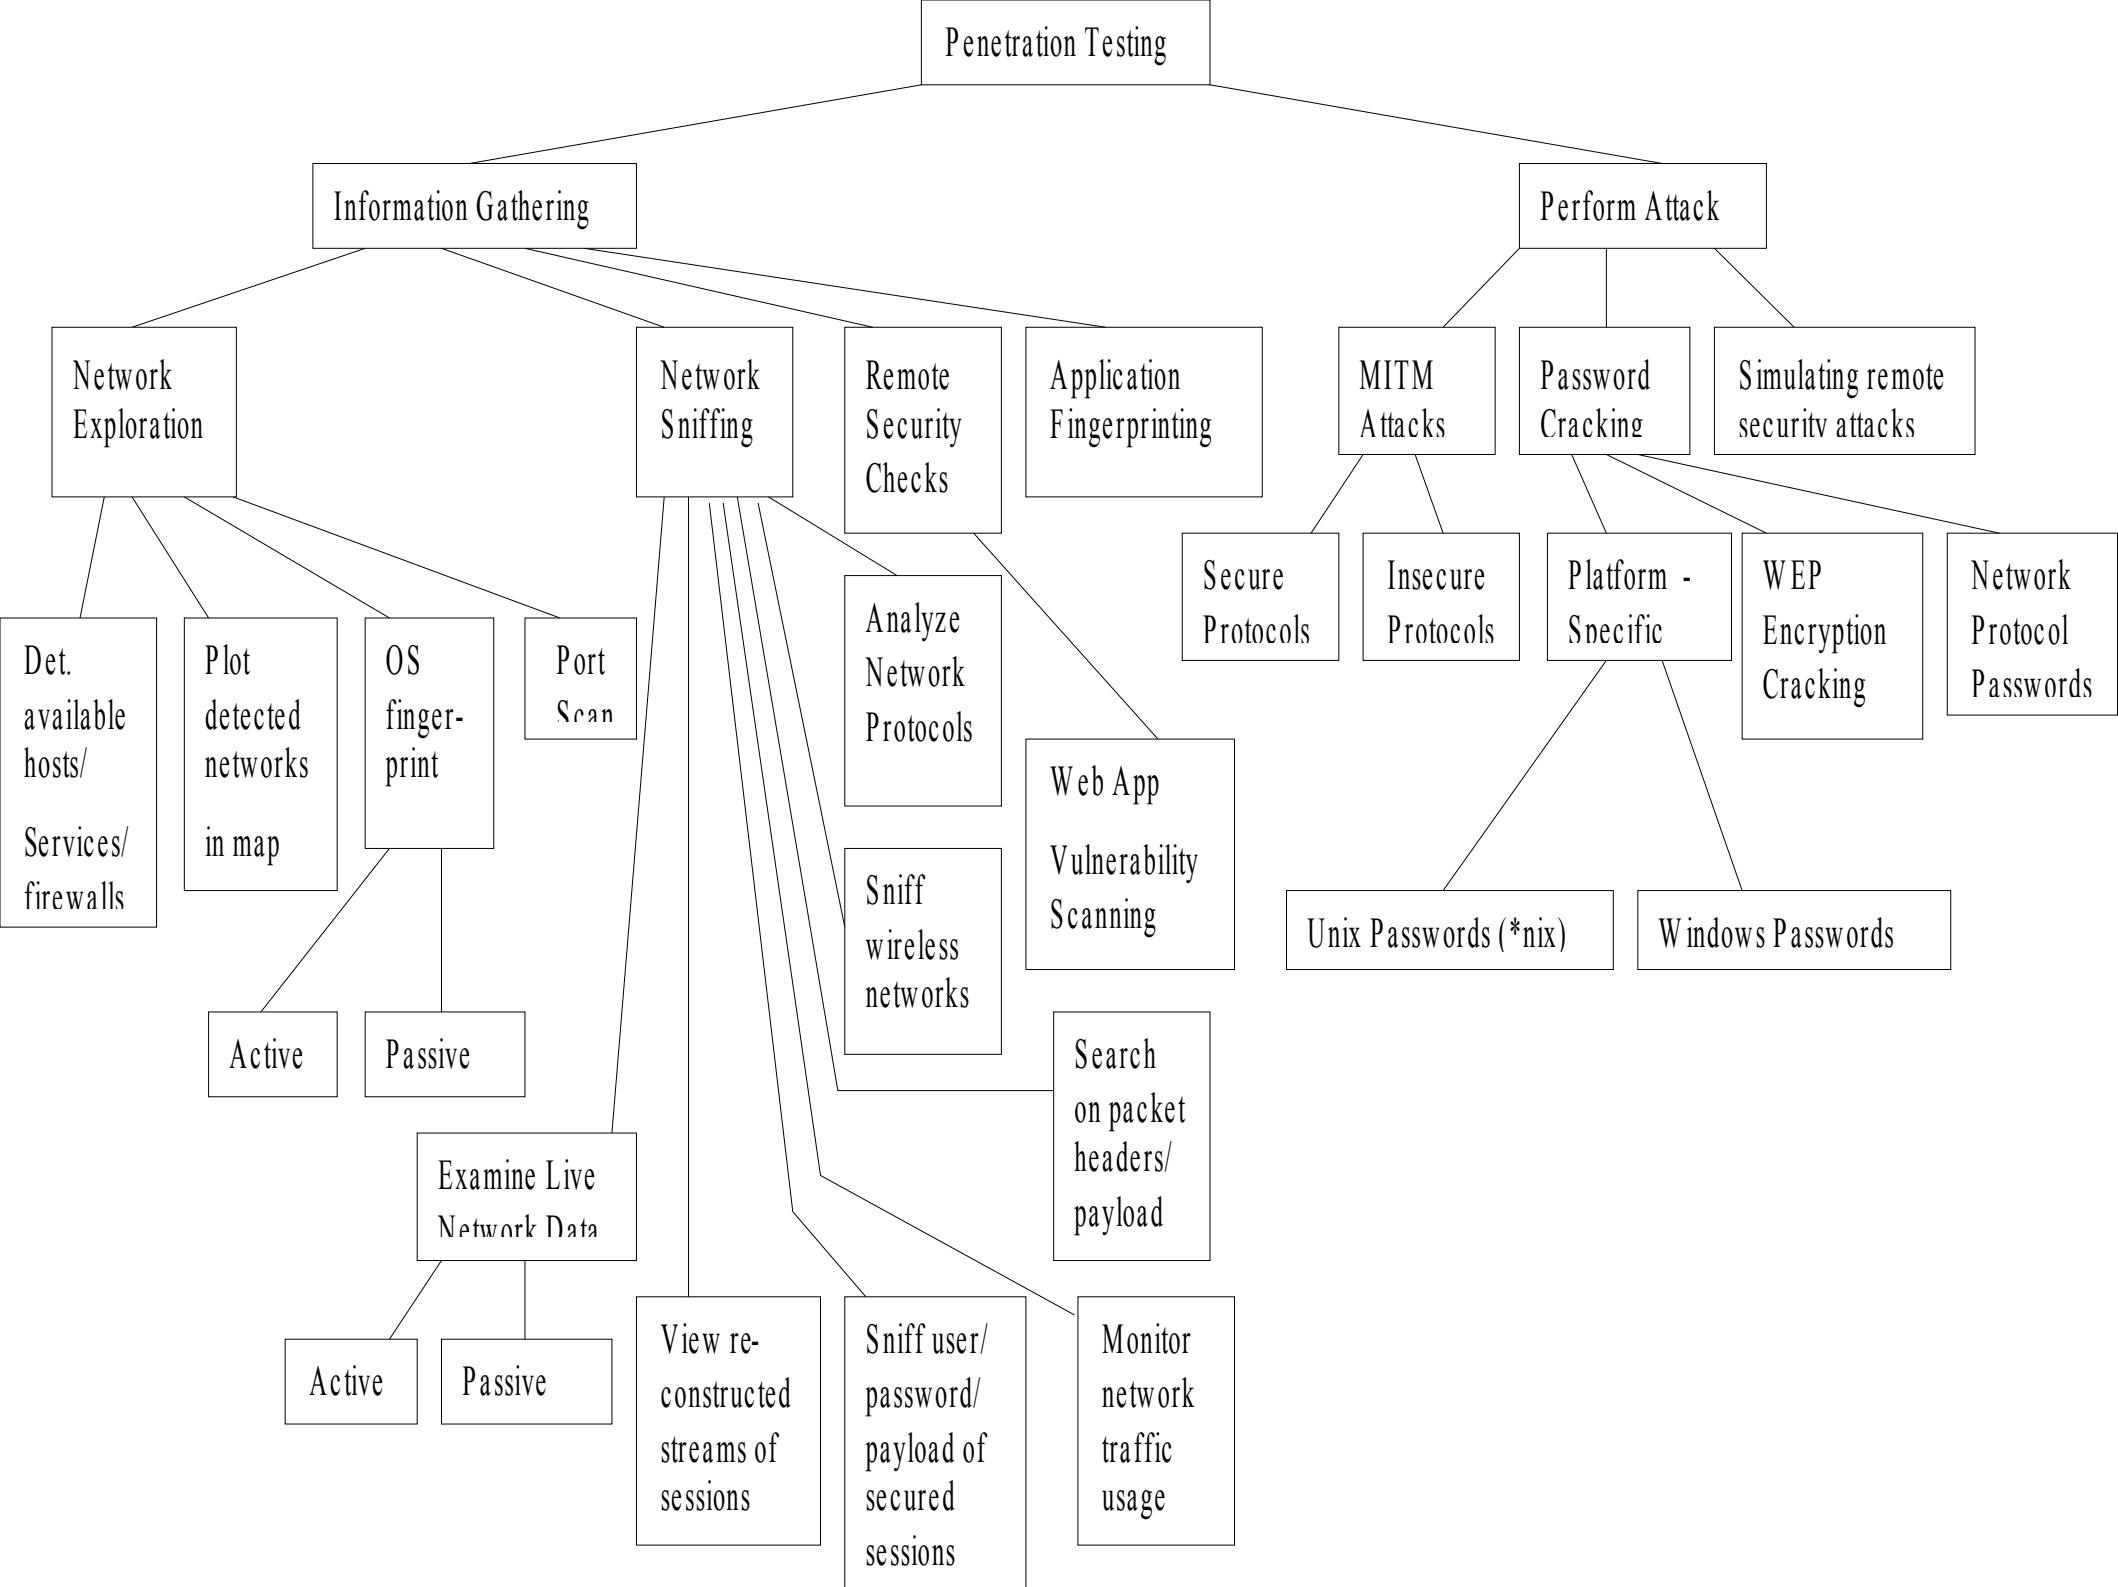 Penetration Testing
Information Gathering
Perform Attack
Network
Exploration
Network
Sniffing
Remote
Security
Checks
Application
Fingerprinting
MITM
Attacks
Password
Cracking
Simulating remote
security attacks
Det.
available
hosts/
Services/
firewalls
Plot
detected
networks
in map
OS
finger-
print
Port
Scan
Analyze
Network
Protocols
Secure
Protocols
Insecure
Protocols
Platform -
Specific
WEP
Encryption
Cracking
Network
Protocol
Passwords
Web App
Vulnerability
Scanning
Sniff
wireless
networks
Unix Passwords (*nix)
Windows Passwords
Active
Passive
Search
on packet
headers/
payload
Examine Live
Network Data
Active
Passive
View re-
constructed
streams of
sessions
Sniff user/
password/
payload of
secured
sessions
Monitor
network
traffic
usage